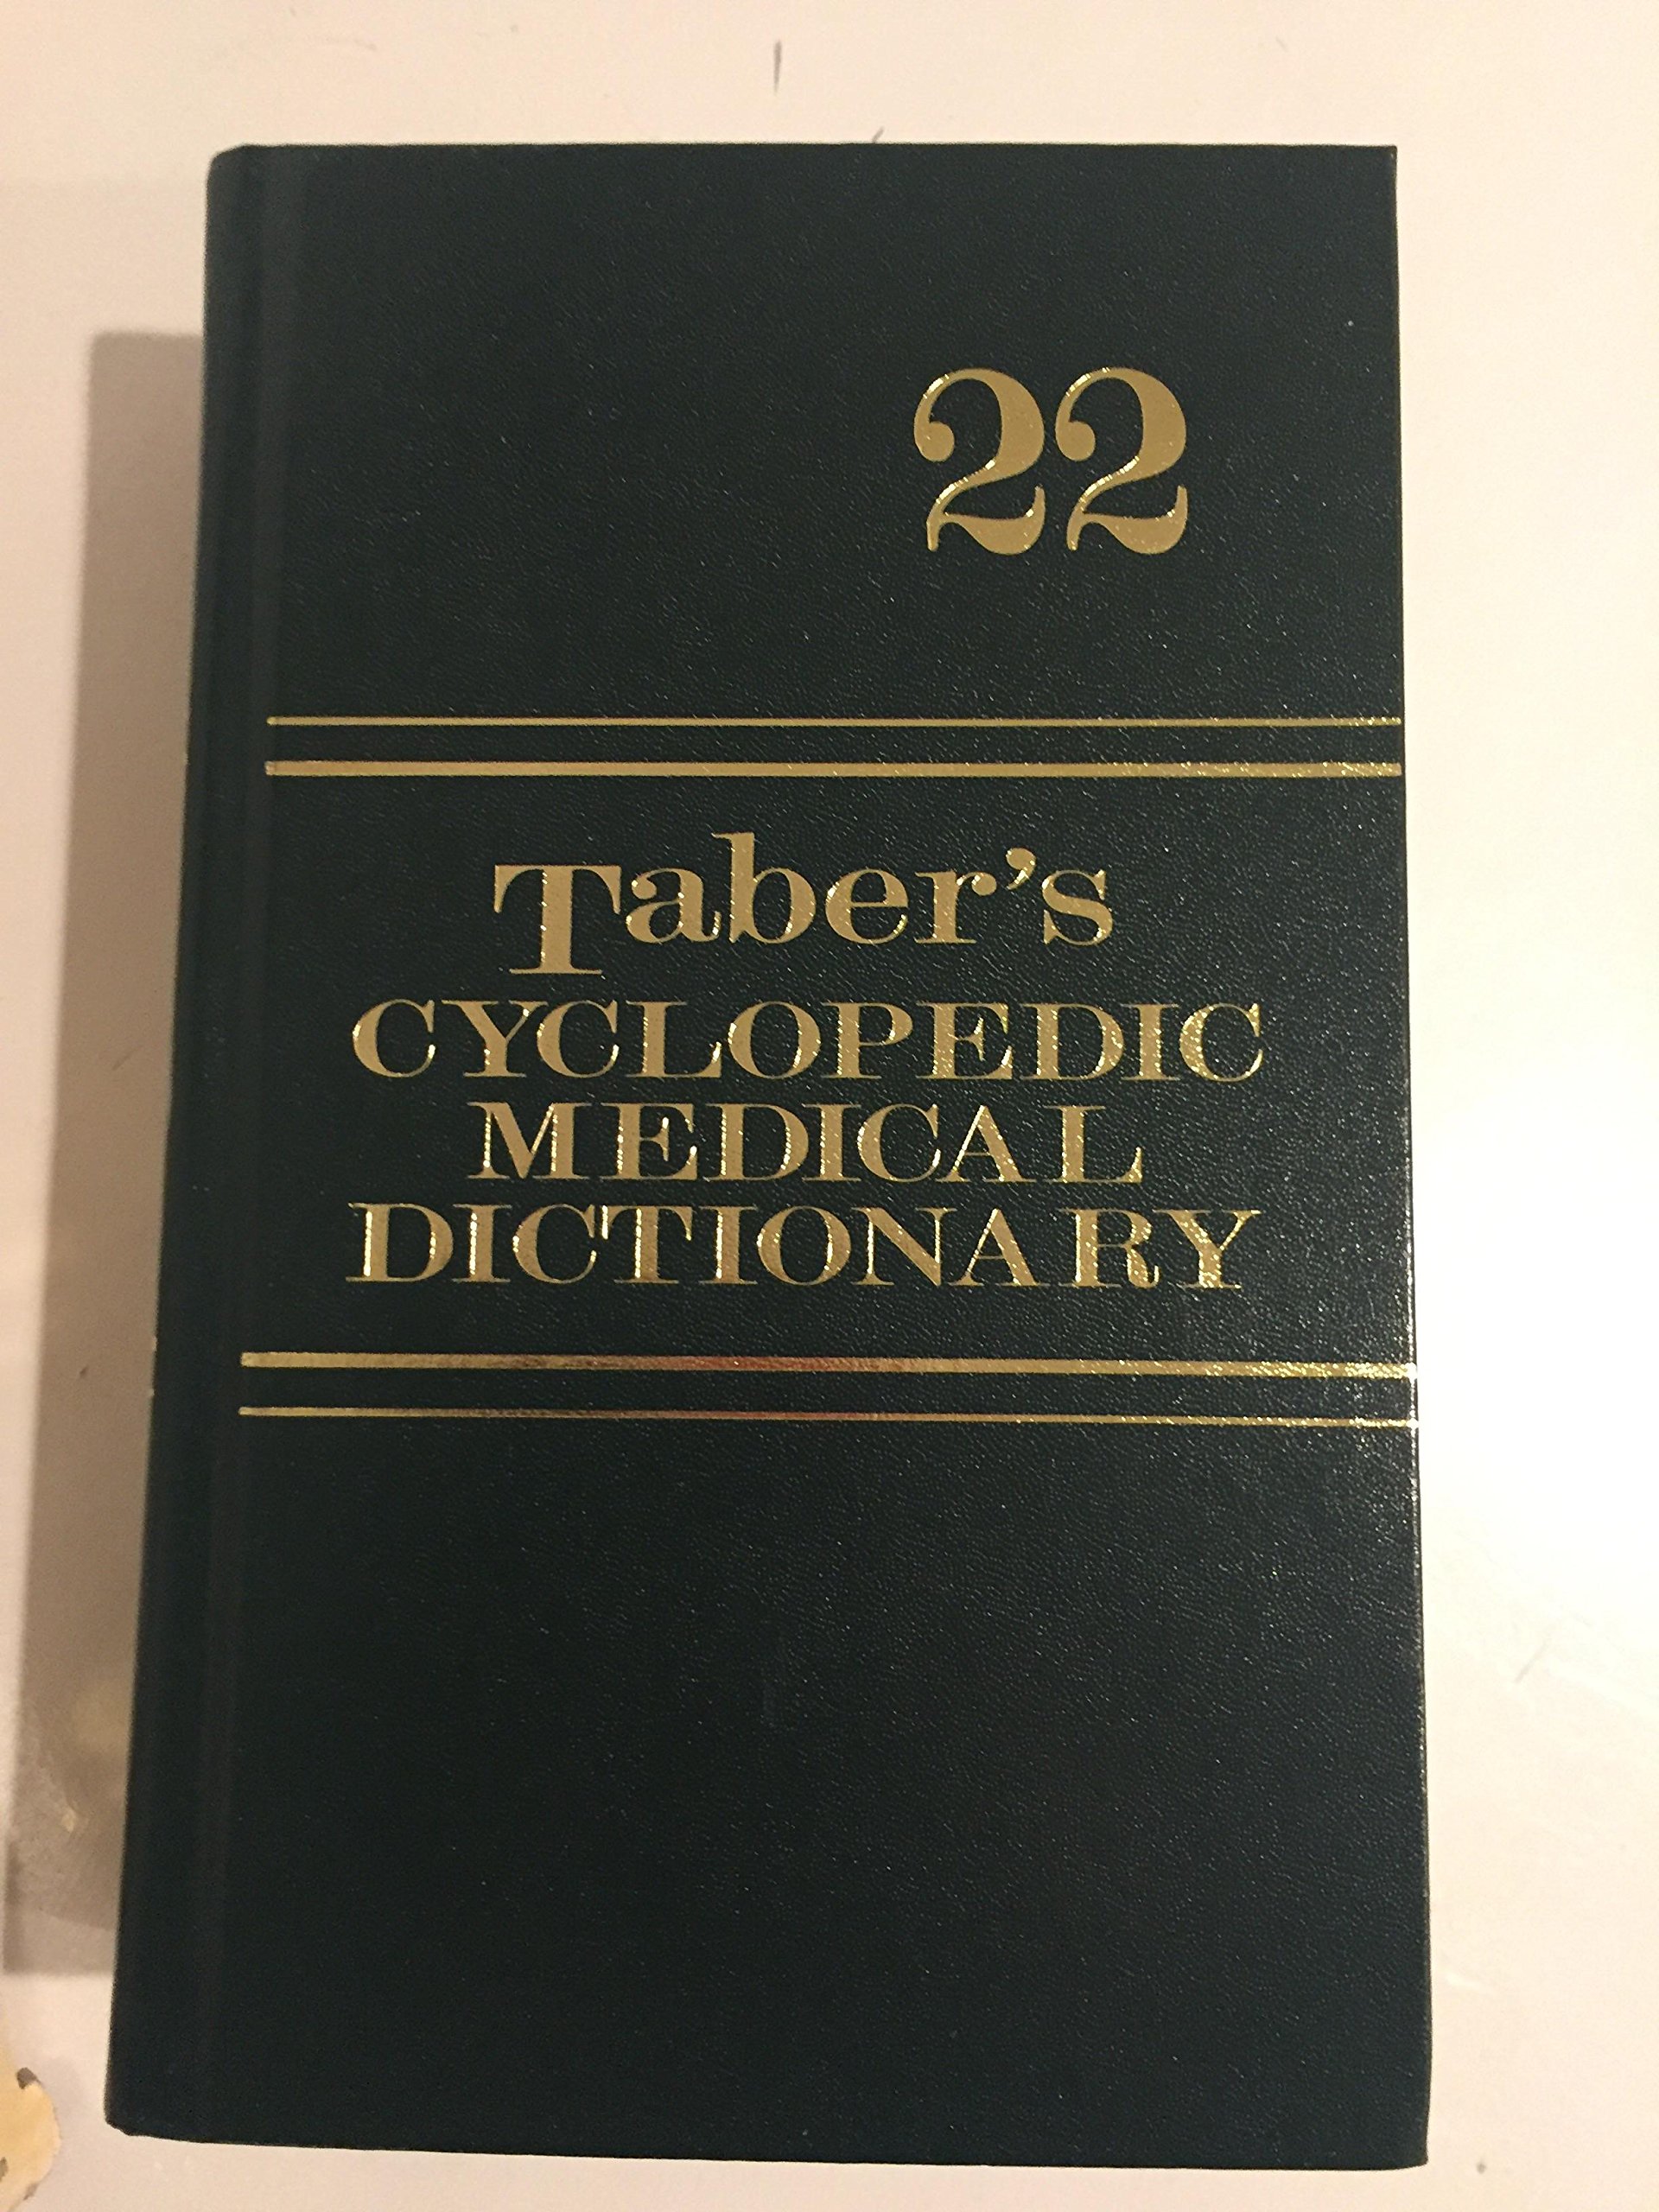 22
Taber's
CYCLOPEDIC
MEDICAL
DICTIONARY